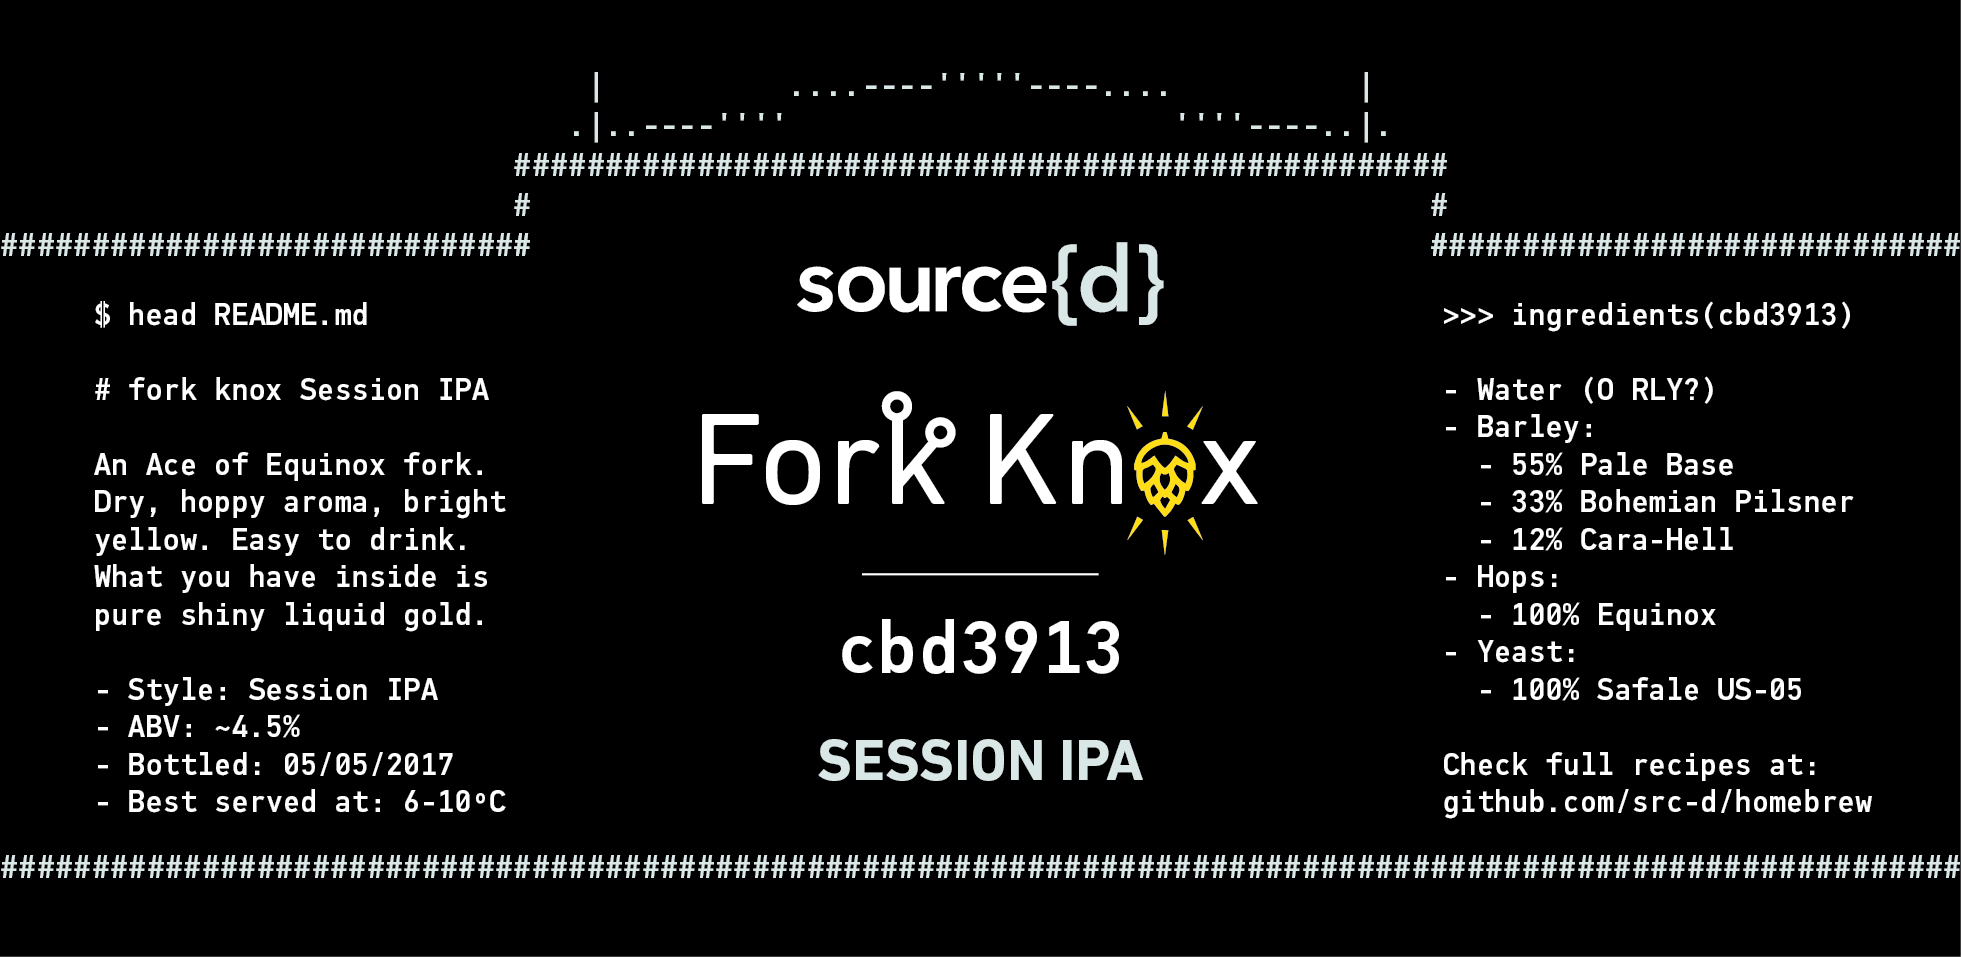 $ head README.md
# fork knox Session IPA
An Ace of Equinox fork.
Dry, hoppy aroma, bright
yellow. Easy to drink.
What you have inside is
pure shiny liquid gold.
- Style: Session IPA
- ABV: ~4.5%
- Bottled: 05/05/2017
- Best served at: 6-10ºC
source{d}
Fork Knox
cbd3913
SESSION IPA
>>> ingredients(cbd3913)
- Water (O RLY?)
- Barley:
- 55% Pale Base
- 33% Bohemian Pilsner
- 12% Cara-Hell
- Hops:
- 100% Equinox
- Yeast:
- 100% Safale US-05
Check full recipes at:
github.com/src-d/homebrew